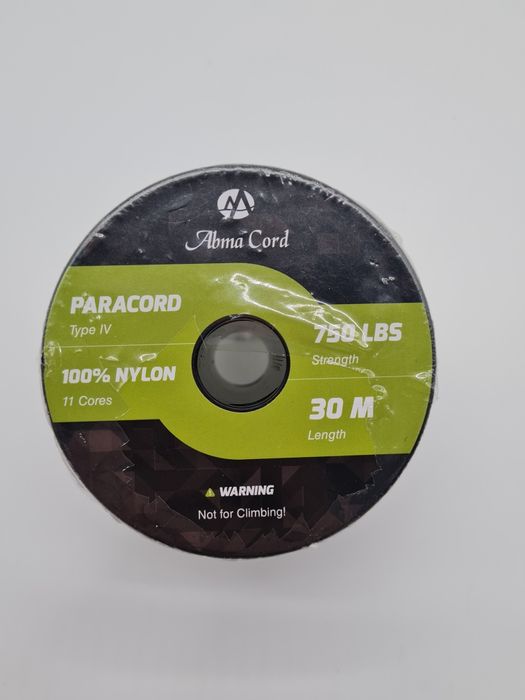 Abma Cord
PARACORD
Type IV
750 LBS
Strength
100% NYLON
11 Cores
30 M
Length
WARNING
Not for Climbing!